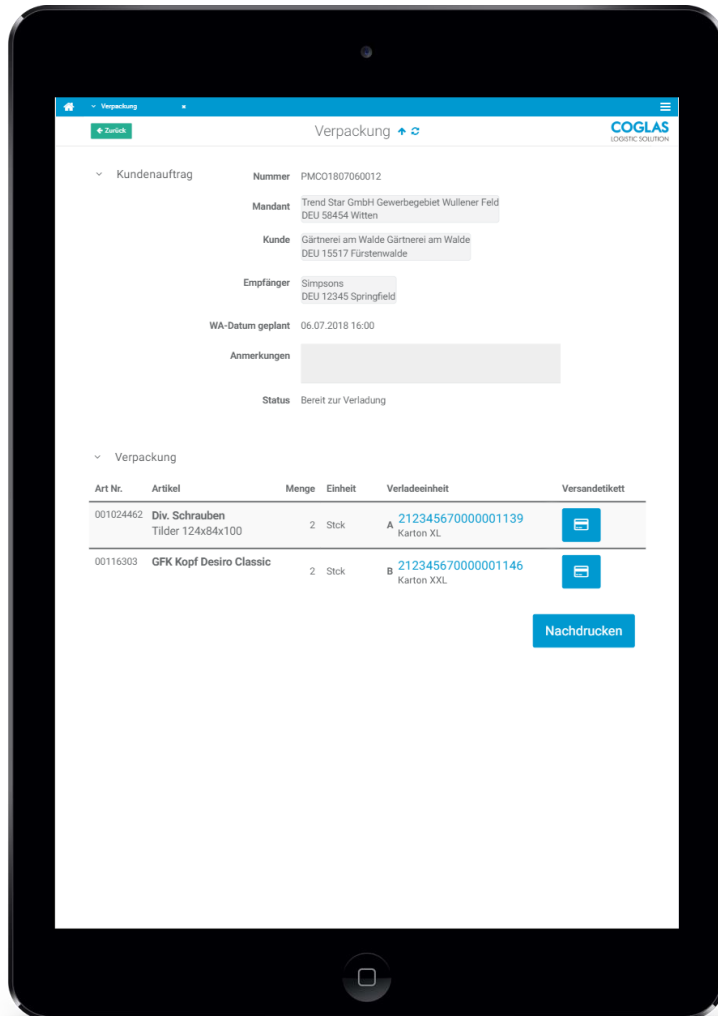 Verpackung
Zurück
Verpackung
COGLAS
LOGISTIC SOLUTION
Kundenauftrag
Nummer PMCO1807060012
Mandant Trend Star GmbH Gewerbegebiet Wullener Feld
DEU 58454 Witten
Kunde Gärtnerei am Walde Gärtnerei am Walde
DEU 15517 Fürstenwalde
Empfänger Simpsons
DEU 12345 Springfield
WA-Datum geplant 06.07.2018 16:00
Anmerkungen
Status Bereit zur Verladung
Verpackung
Art Nr. Artikel Menge Einheit Verladeeinheit Versandetikett
001024462 Div. Schrauben 2 Stck A 212345670000001139
Tilder 124x84x100 Karton XL
00116303 GFK Kopf Desiro Classic 2 Stck B 212345670000001146
Karton XXL
Nachdrucken